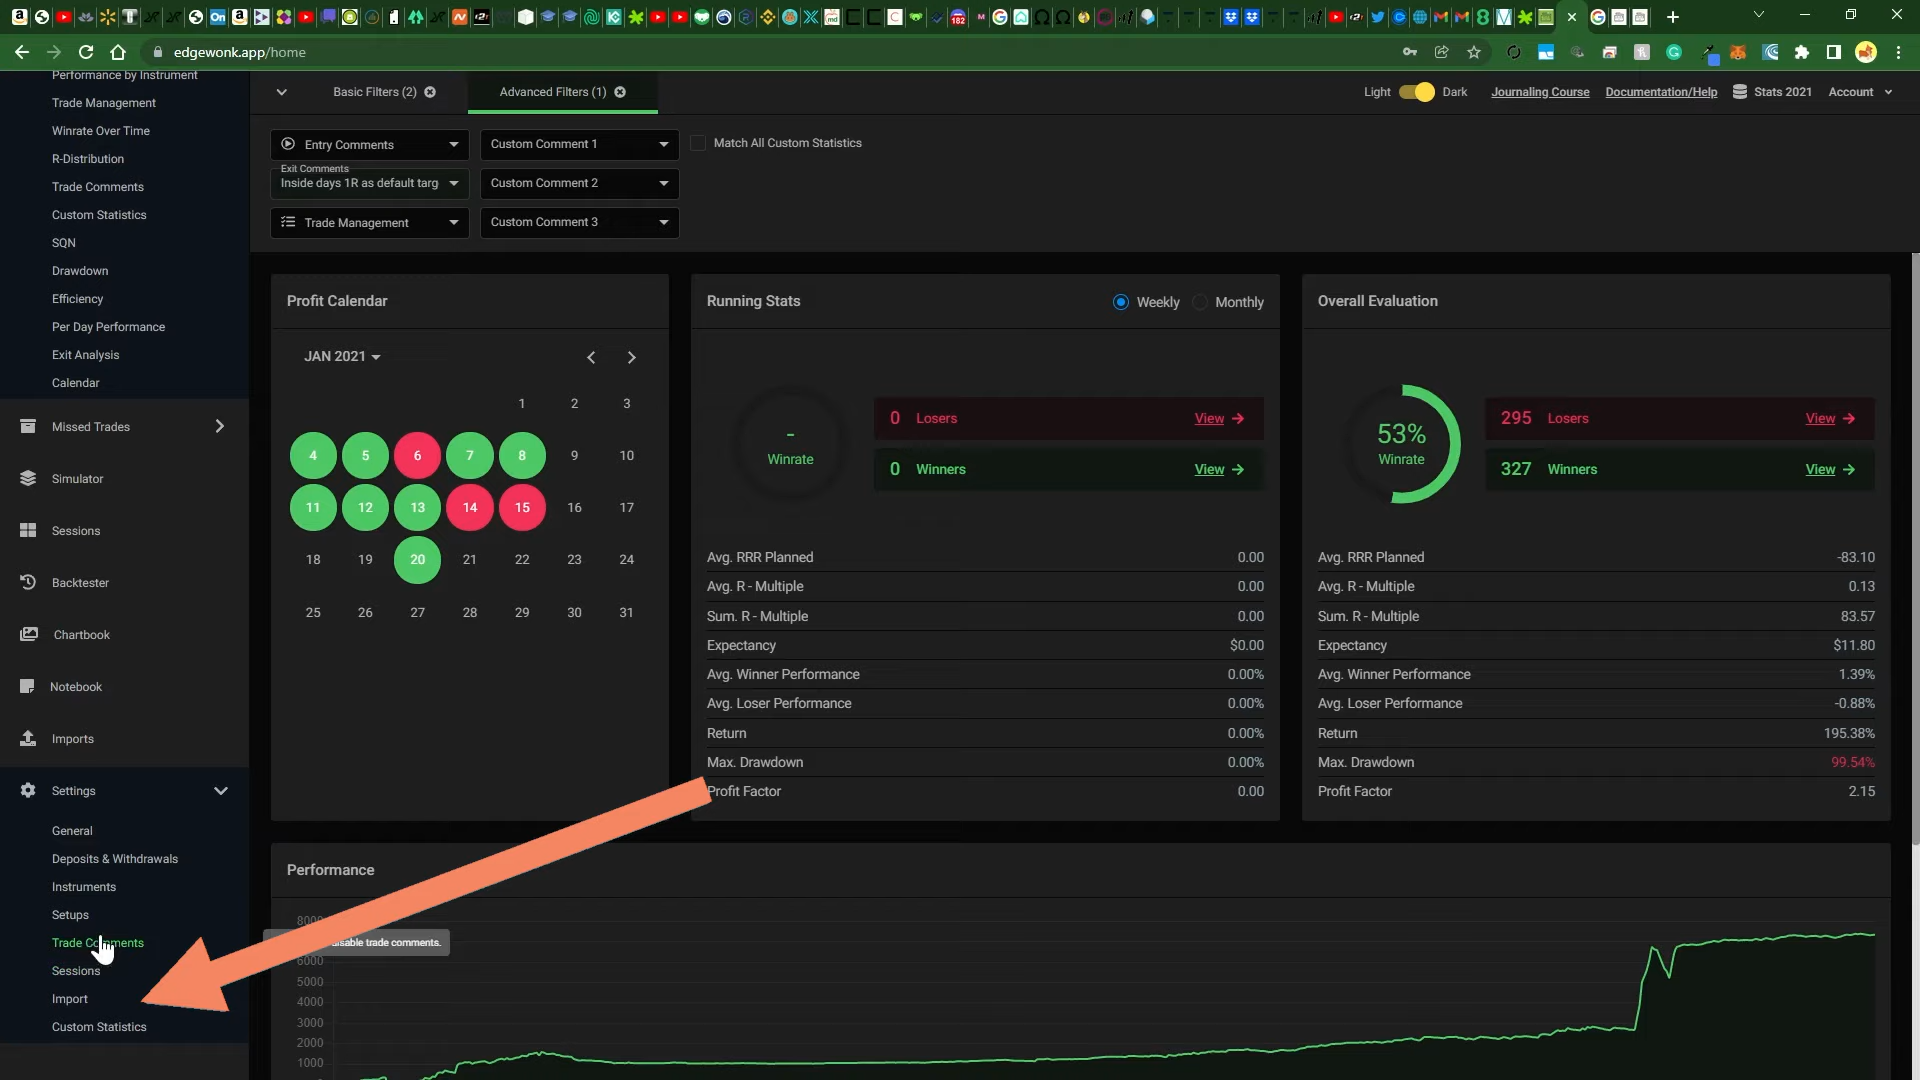 edgewonk.app/home
Performance by Instrument
Trade Management
Winrate Over Time
R-Distribution
Trade Comments
Custom Statistics
SQN
Drawdown
Efficiency
Per Day Performance
Exit Analysis
Calendar
Missed Trades
Simulator
Sessions
Backtester
Chartbook
Notebook
Imports
Settings
General
Deposits & Withdrawals
Instruments
Setups
Trade Comments
Sessions
Import
Custom Statistics
Basic Filters (2)
Advanced Filters (1)
Light Dark Journaling Course Documentation/Help Stats 2021 Account
Entry Comments Custom Comment 1 Match All Custom Statistics
Exit Comments
Inside days 1R as default targ Custom Comment 2
Trade Management Custom Comment 3
Profit Calendar
JAN 2021
1 2 3
4 5 6 7 8 9 10
11 12 13 14 15 16 17
18 19 20 21 22 23 24
25 26 27 28 29 30 31
Running Stats Weekly Monthly
-
Winrate
0 Losers View
0 Winners View
Avg. RRR Planned 0.00
Avg. R - Multiple 0.00
Sum. R - Multiple 0.00
Expectancy $0.00
Avg. Winner Performance 0.00%
Avg. Loser Performance 0.00%
Return 0.00%
Max. Drawdown 0.00%
Profit Factor 0.00
Overall Evaluation
53%
Winrate
295 Losers View
327 Winners View
Avg. RRR Planned -83.10
Avg. R - Multiple 0.13
Sum. R - Multiple 83.57
Expectancy $11.80
Avg. Winner Performance 1.39%
Avg. Loser Performance -0.88%
Return 195.38%
Max. Drawdown 99.54%
Profit Factor 2.15
Performance
8000
trade comments.
6000
5000
4000
3000
2000
1000